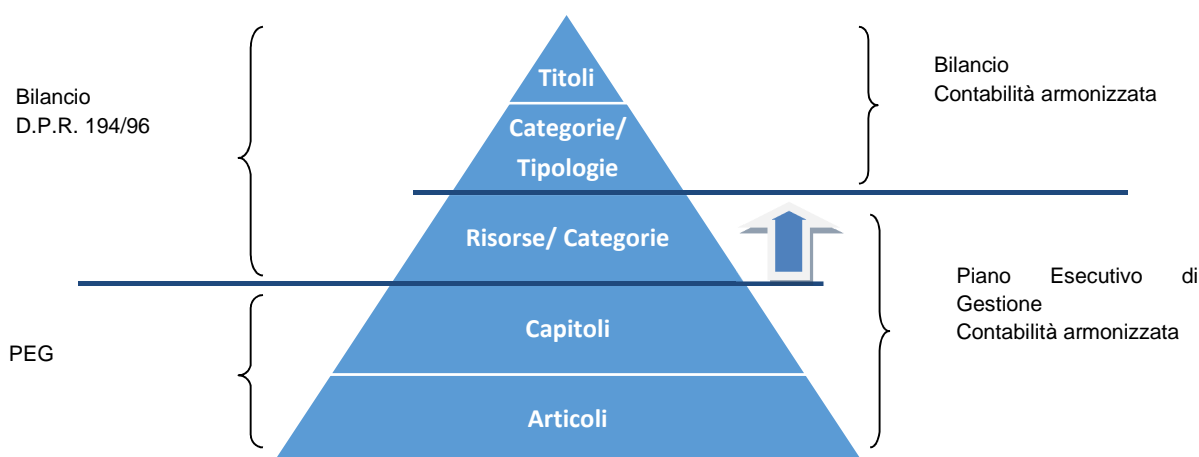 Bilancio
D.P.R. 194/96
PEG
Titoli
Categorie/
Tipologie
Risorse/ Categorie
Capitoli
Articoli
Bilancio
Contabilità armonizzata
Piano Esecutivo di
Gestione
Contabilità armonizzata